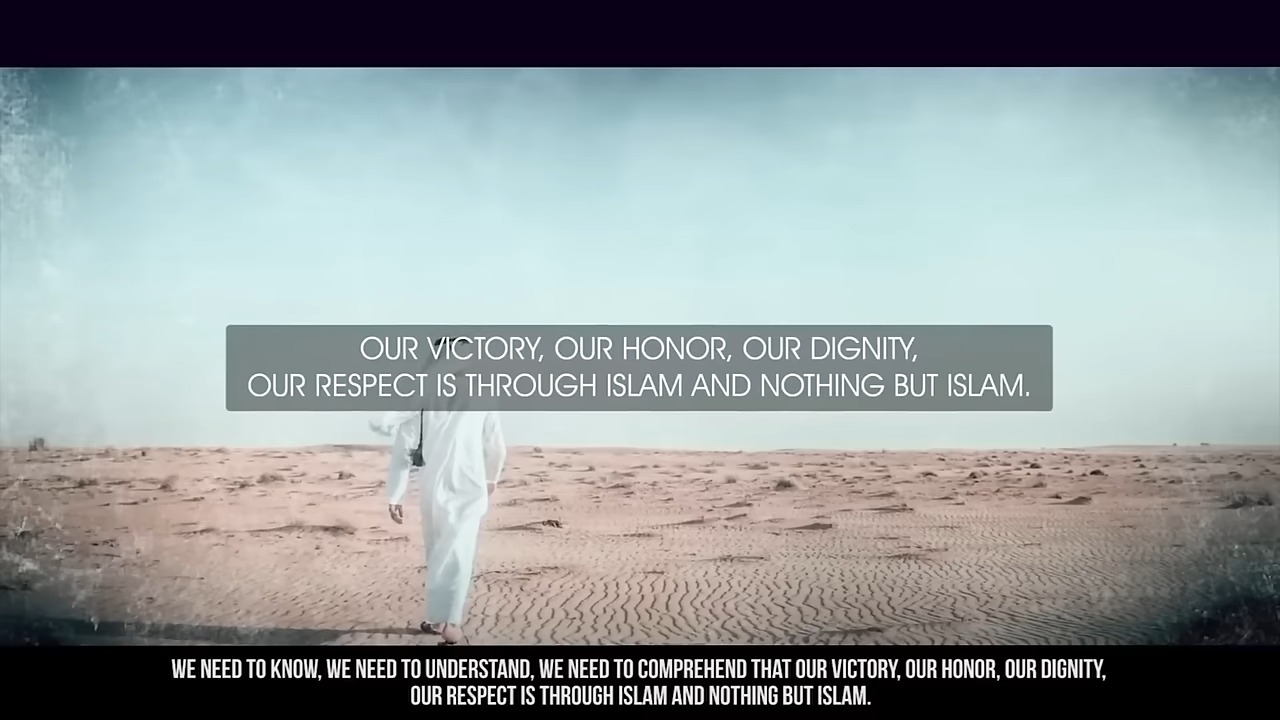 OUR VICTORY, OUR HONOR, OUR DIGNITY,
OUR RESPECT IS THROUGH ISLAM AND NOTHING BUT ISLAM.
WE NEED TO KNOW, WE NEED TO UNDERSTAND, WE NEED TO COMPREHEND THAT OUR VICTORY, OUR HONOR, OUR DIGNITY,
OUR RESPECT IS THROUGH ISLAM AND NOTHING BUT ISLAM.